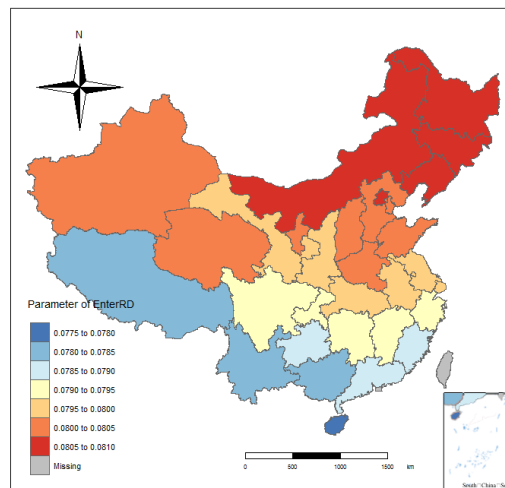 N
Parameter of EnterRD
0.0775 to 0.0780
0.0780 to 0.0785
0.0785 to 0.0790
0.0790 to 0.0795
0.0795 to 0.0800
0.0800 to 0.0805
0.0805 to 0.0810
Missing
0 500 1000 1500 km
South China S